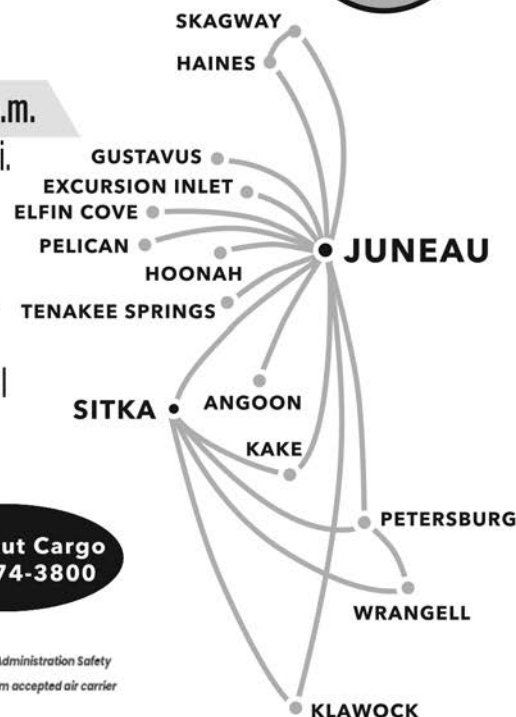 SKAGWAY
HAINES
.m.
i.
GUSTAVUS
EXCURSION INLET
ELFIN COVE
PELICAN
JUNEAU
HOONAH
TENAKEE SPRINGS
l
SITKA
ANGOON
KAKE
ut Cargo
74-3800
PETERSBURG
WRANGELL
Administration Safety
m accepted air carrier
KLAWOCK